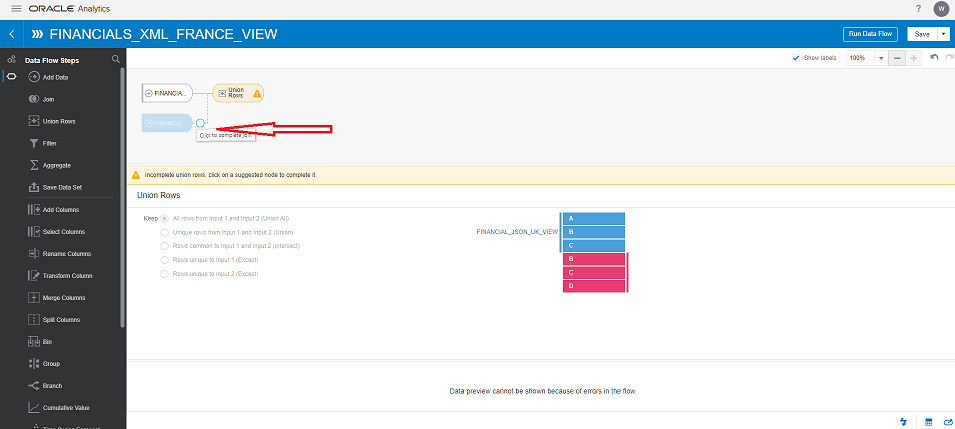 ORACLE Analytics
?
W
FINANCIALS_XML_FRANCE_VIEW
Run Data Flow
Save
Data Flow Steps
Show labels
100%
Add Data
Join
Union Rows
Filter
Aggregate
Save Data Set
Add Columns
Select Columns
Rename Columns
Transform Column
Merge Columns
Split Columns
Bin
Group
Branch
Cumulative Value
FINANCIA...
Union
Rows
FINANCIA...
Click to complete join
Incomplete union rows, click on a suggested node to complete it.
Union Rows
Keep
All rows from Input 1 and Input 2 (Union All)
Unique rows from Input 1 and Input 2 (Union)
Rows common to Input 1 and Input 2 (Intersect)
Rows unique to Input 1 (Except)
Rows unique to Input 2 (Except)
FINANCIAL_JSON_UK_VIEW
A
B
C
B
C
D
Data preview cannot be shown because of errors in the flow.